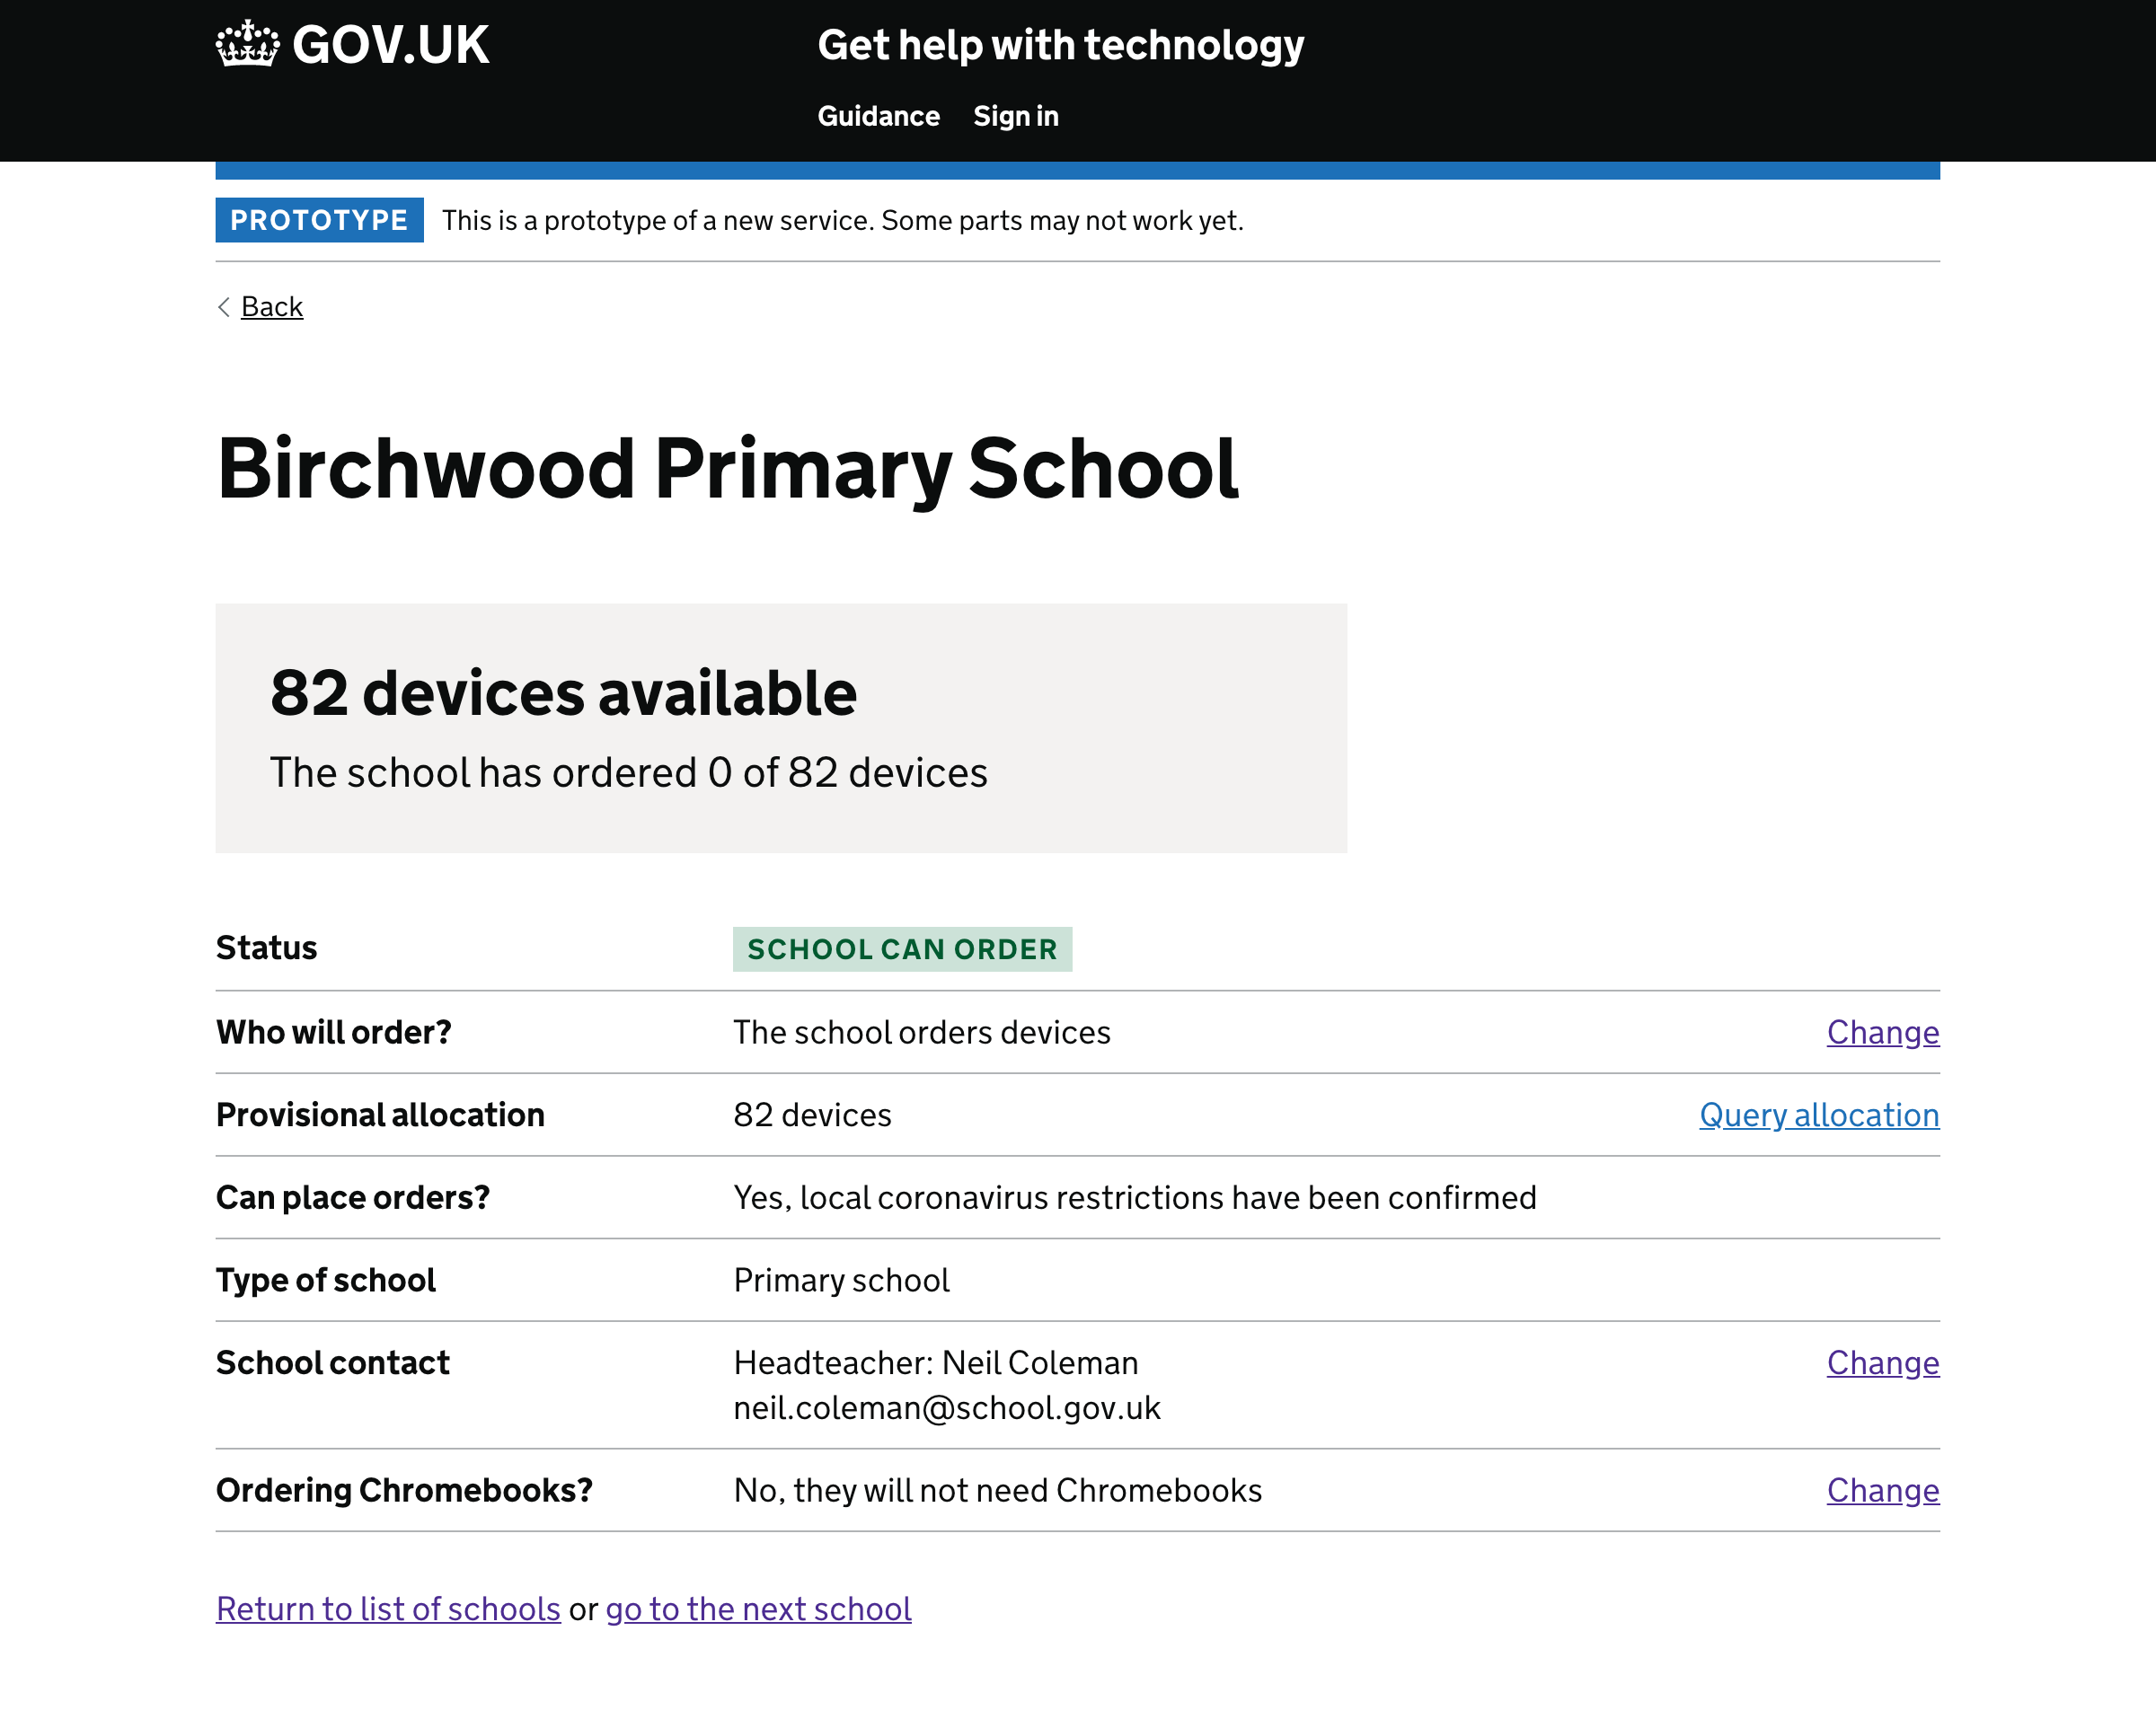 GOV.UK
Get help with technology
Guidance Sign in
PROTOTYPE This is a prototype of a new service. Some parts may not work yet.
Back
Birchwood Primary School
82 devices available
The school has ordered 0 of 82 devices
Status SCHOOL CAN ORDER
Who will order? The school orders devices Change
Provisional allocation 82 devices Query allocation
Can place orders? Yes, local coronavirus restrictions have been confirmed
Type of school Primary school
School contact Headteacher: Neil Coleman Change
neil.coleman@school.gov.uk
Ordering Chromebooks? No, they will not need Chromebooks Change
Return to list of schools or go to the next school